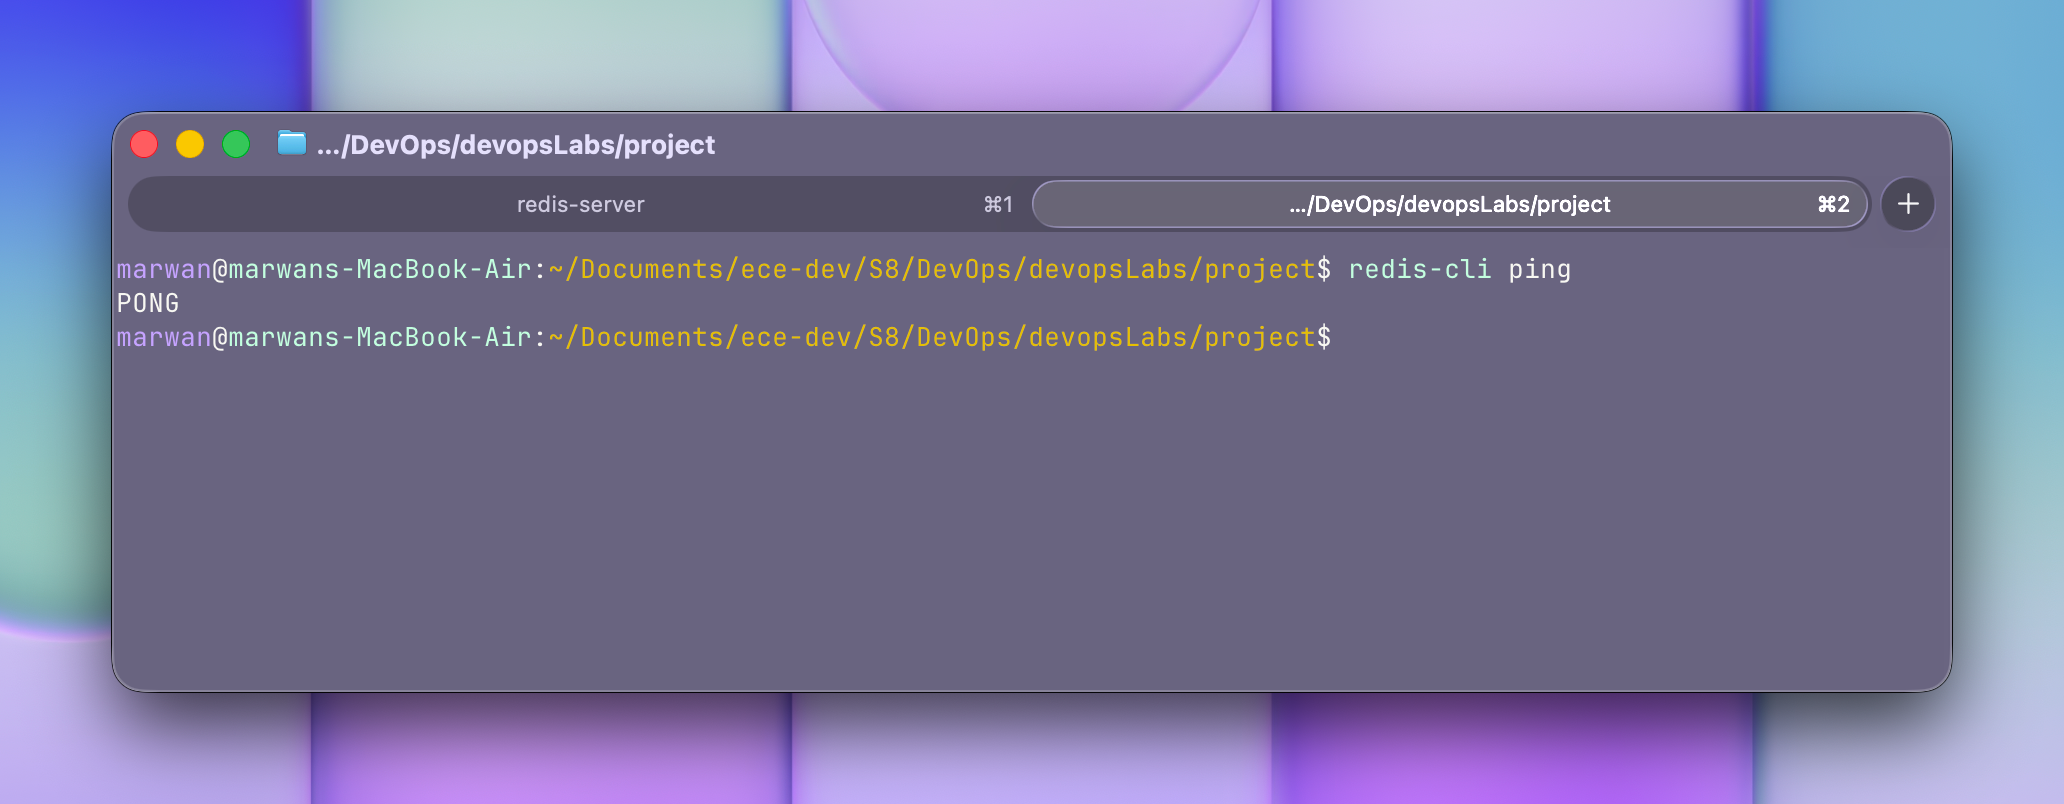 .../DevOps/devopsLabs/project
redis-server ⌘1 .../DevOps/devopsLabs/project ⌘2 +
marwan@marwans-MacBook-Air:~/Documents/ece-dev/S8/DevOps/devopsLabs/project$ redis-cli ping
PONG
marwan@marwans-MacBook-Air:~/Documents/ece-dev/S8/DevOps/devopsLabs/project$